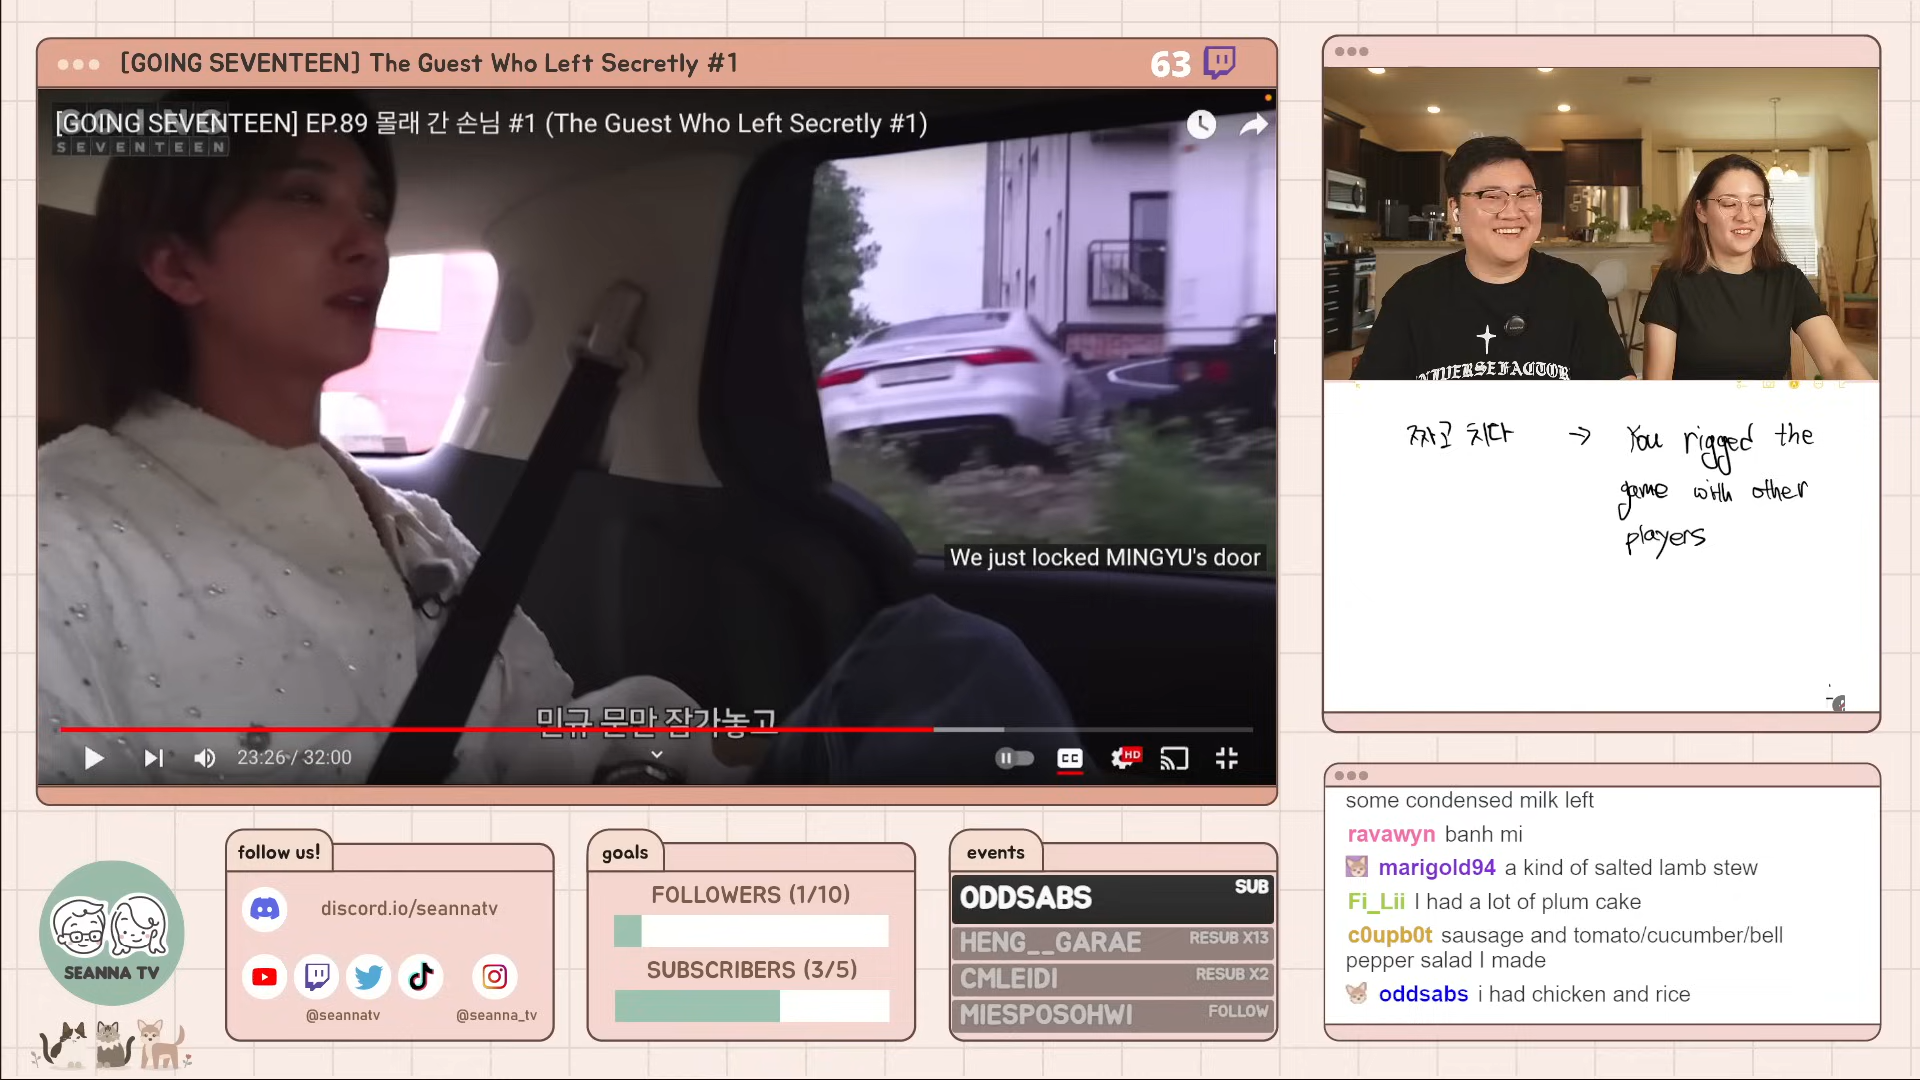 [GOING SEVENTEEN] The Guest Who Left Secretly #1
63
[GOING SEVENTEEN] EP.89 몰래 간 손님 #1 (The Guest Who Left Secretly #1)
GOING
SEVENTEEN
We just locked MINGYU's door
민규 문만 잠가놓고
23:26 / 32:00
CC
HD
짜고 치다 → You rigged the
game with other
players
follow us!
discord.io/seannatv
@seannatv
@seanna_tv
SEANNA TV
goals
FOLLOWERS (1/10)
SUBSCRIBERS (3/5)
events
ODDSABS SUB
HENG__GARAE RESUB X13
CMLEIDI RESUB X2
MIESPOSOHWI FOLLOW
some condensed milk left
ravawyn banh mi
marigold94 a kind of salted lamb stew
Fi_Lii I had a lot of plum cake
c0upb0t sausage and tomato/cucumber/bell
pepper salad I made
oddsabs i had chicken and rice